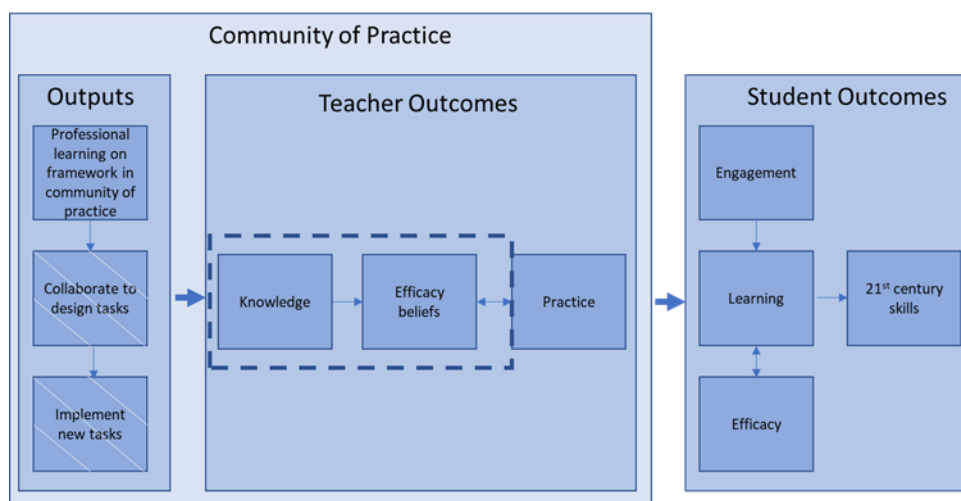 Community of Practice
Outputs
Professional
learning on
framework in
community of
practice
Collaborate to
design tasks
Implement
new tasks
Teacher Outcomes
Knowledge
Efficacy
beliefs
Practice
Student Outcomes
Engagement
Learning
21st century
skills
Efficacy